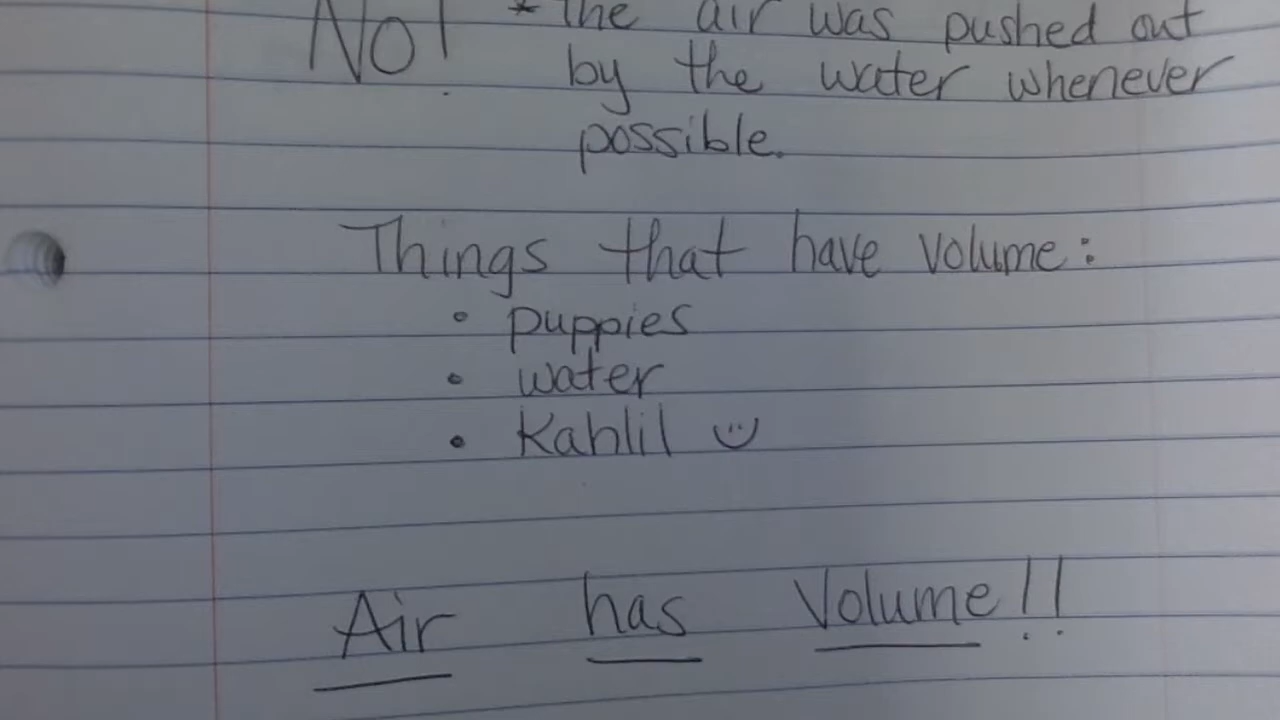 No! * The air was pushed out
by the water whenever
possible.
Things that have volume:
• puppies
• water
• Kahlil
Air has Volume!!